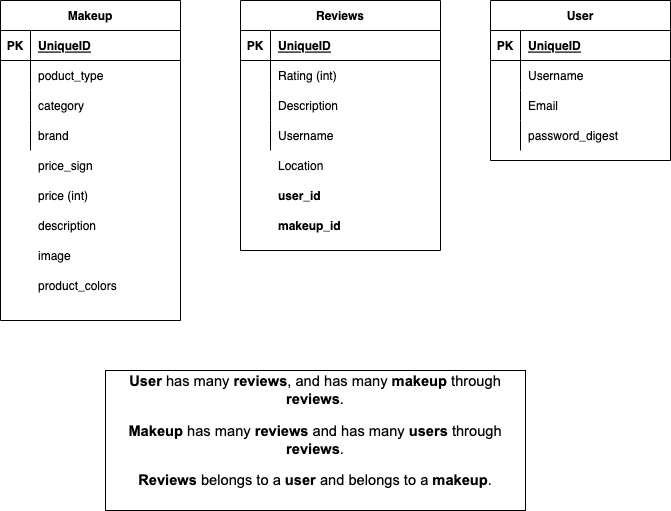 Makeup
PK UniqueID
poduct_type
category
brand
price_sign
price (int)
description
image
product_colors
Reviews
PK UniqueID
Rating (int)
Description
Username
Location
user_id
makeup_id
User
PK UniqueID
Username
Email
password_digest
User has many reviews, and has many makeup through
reviews.
Makeup has many reviews and has many users through
reviews.
Reviews belongs to a user and belongs to a makeup.